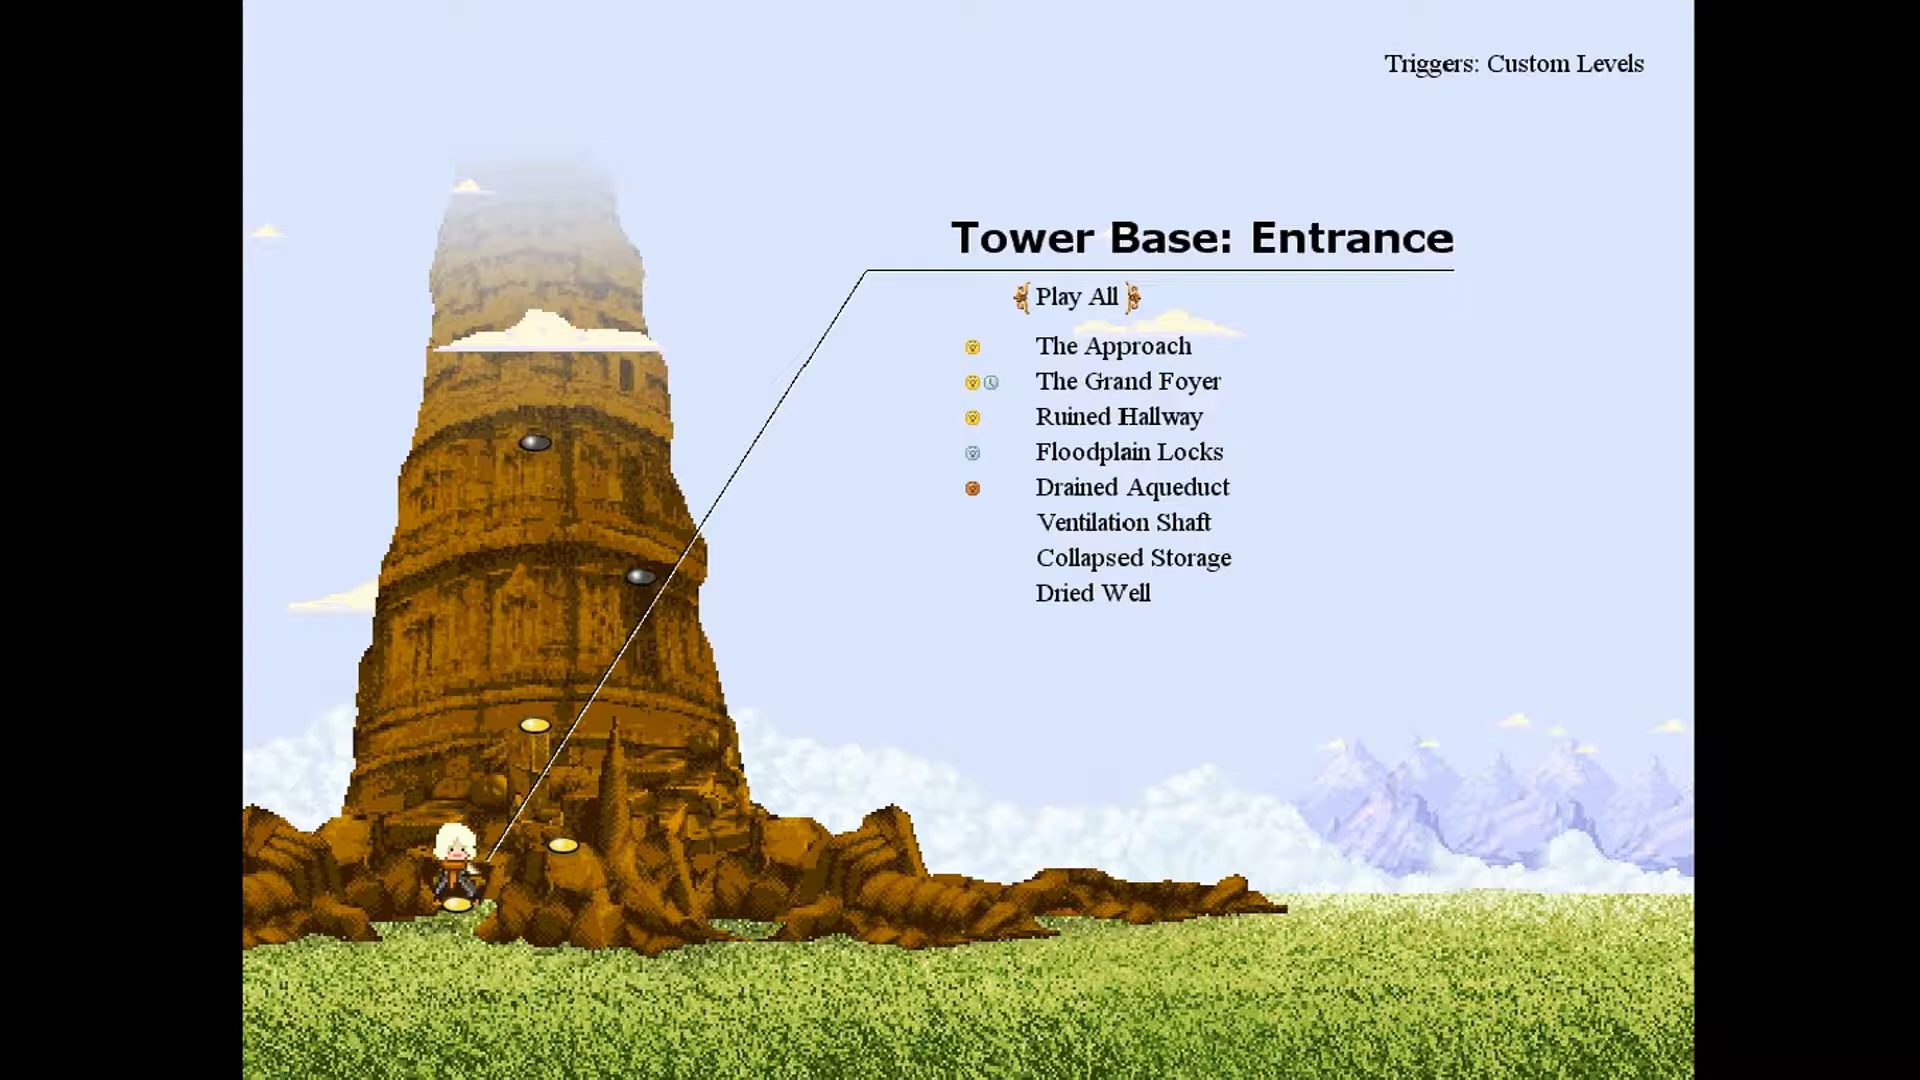 Triggers: Custom Levels
Tower Base: Entrance
Play All
The Approach
The Grand Foyer
Ruined Hallway
Floodplain Locks
Drained Aqueduct
Ventilation Shaft
Collapsed Storage
Dried Well